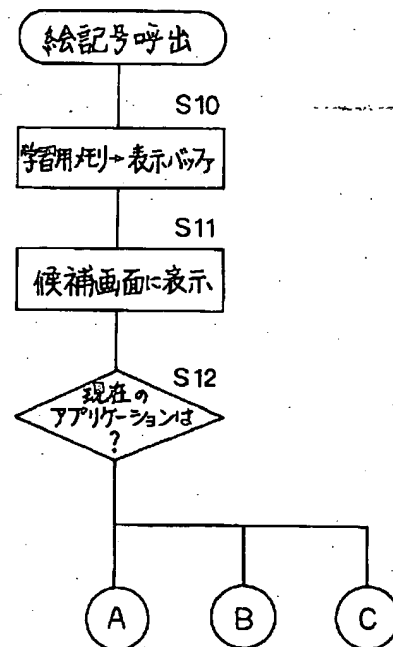 絵記号呼出
S10
学習用メモリ→表示バッファ
S11
候補画面に表示
S12
現在の
アプリケーションは
?
A B C